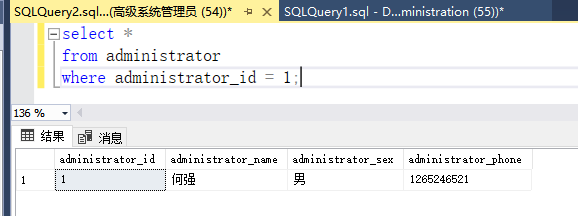 SQLQuery2.sql...(高级系统管理员 (54))* SQLQuery1.sql - D...ministration (55))*
select *
from administrator
where administrator_id = 1;
136 %
结果 消息
administrator_id administrator_name administrator_sex administrator_phone
1 1 何强 男 1265246521